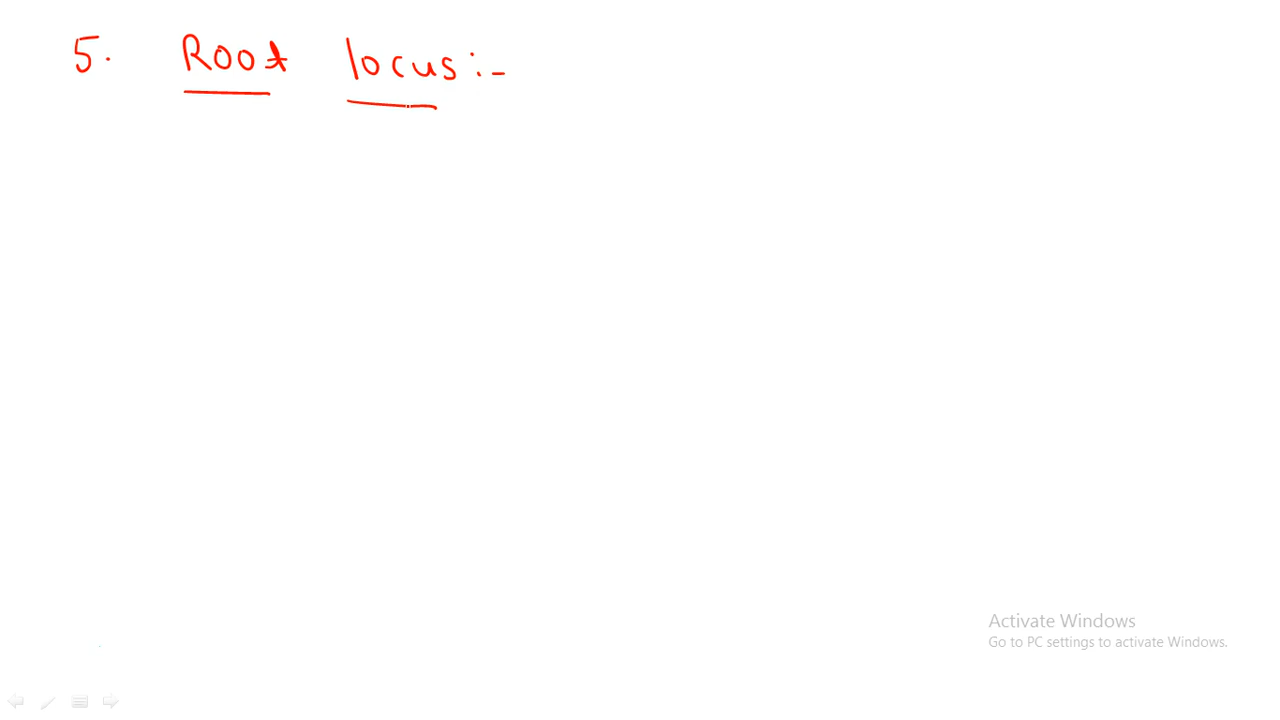 5. Root locus :-
Activate Windows
Go to PC settings to activate Windows.